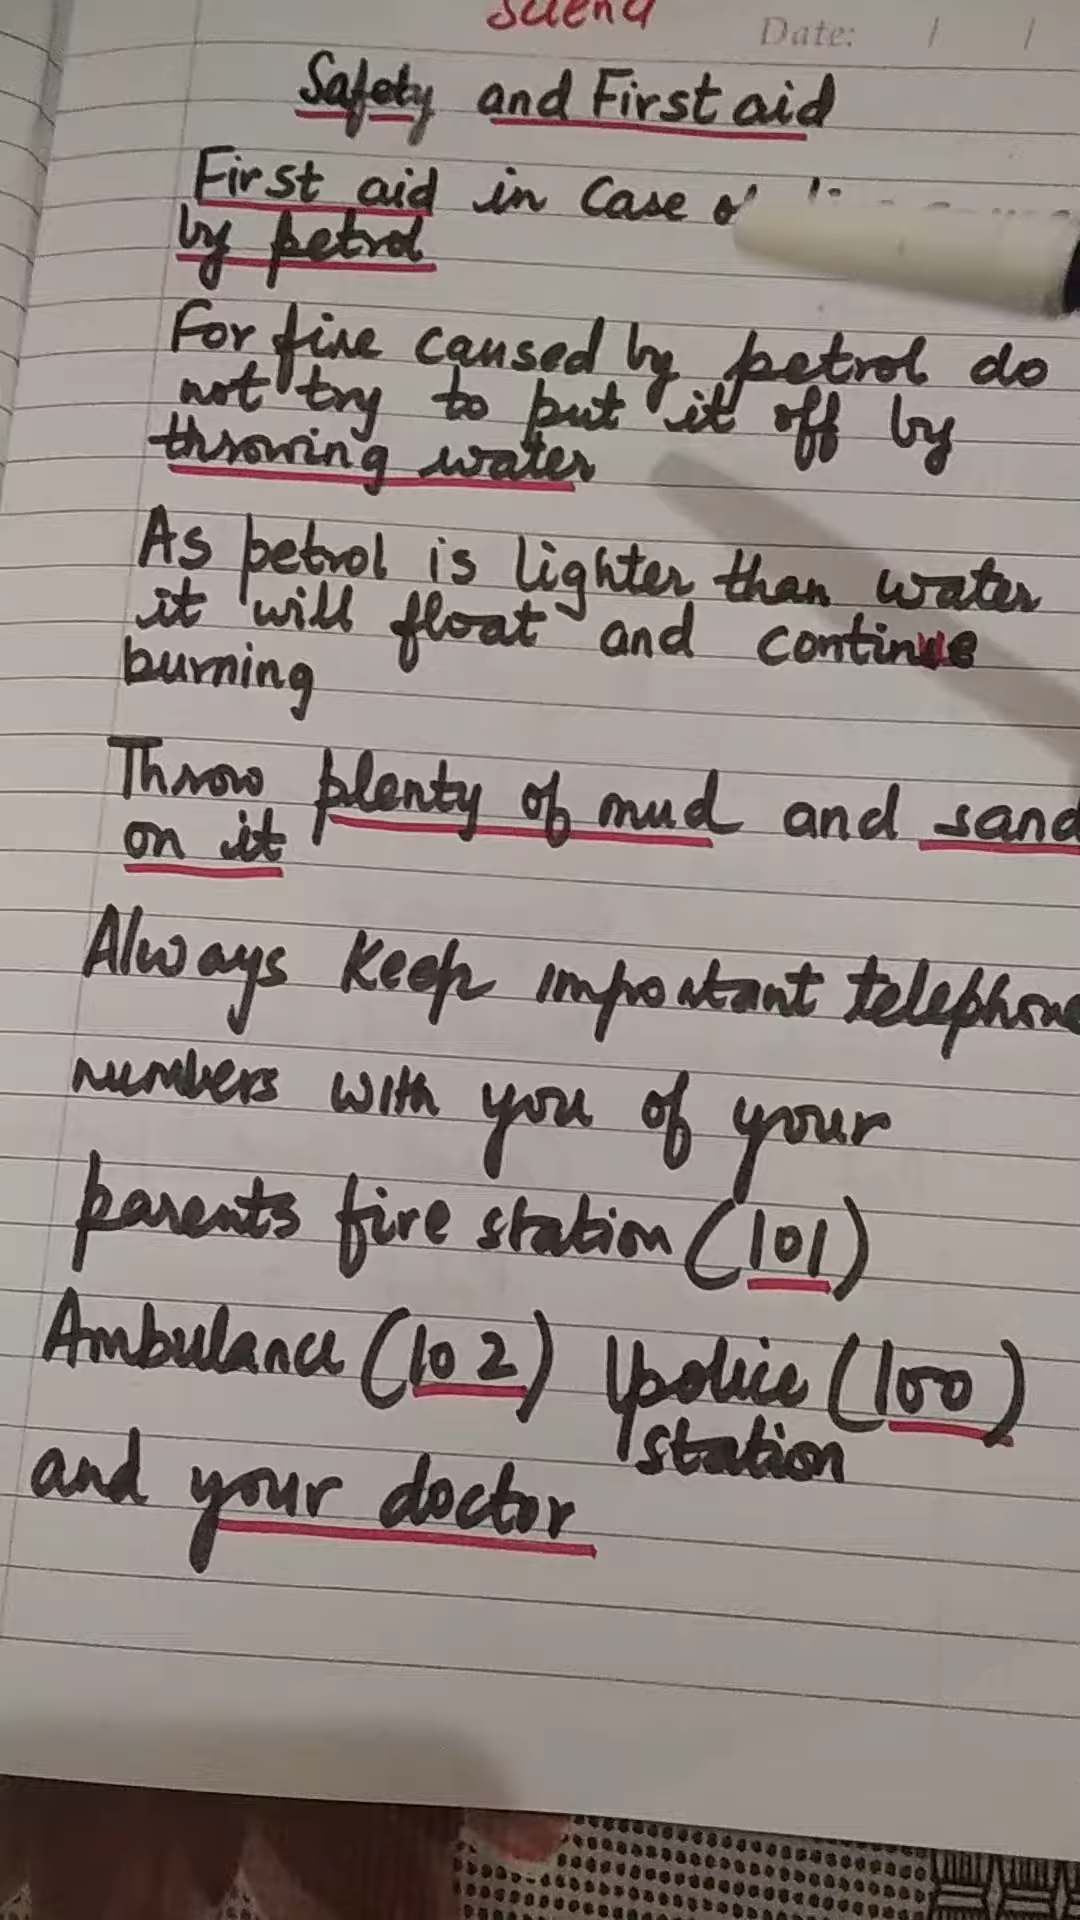 Date: / /
Safety and First aid
First aid in Case
by petrol
For fire caused by petrol do
not try to put it off by
throwing water
As petrol is lighter than water
it will float and continue
burning
Throw plenty of mud and sand
on it
Always Keep important telephone
numbers with you of your
parents fire station (101)
Ambulance (102) police (100)
station
and your doctor